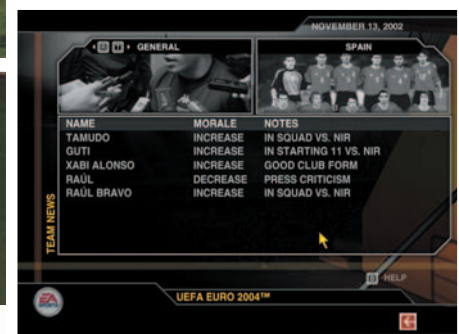 NOVEMBER 13, 2002
GENERAL
SPAIN
NAME MORALE NOTES
TAMUDO INCREASE IN SQUAD VS. NIR
GUTI INCREASE IN STARTING 11 VS. NIR
XABI ALONSO INCREASE GOOD CLUB FORM
RAÚL DECREASE PRESS CRITICISM
RAÚL BRAVO INCREASE IN SQUAD VS. NIR
TEAM NEWS
HELP
EA
SPORTS
UEFA EURO 2004™